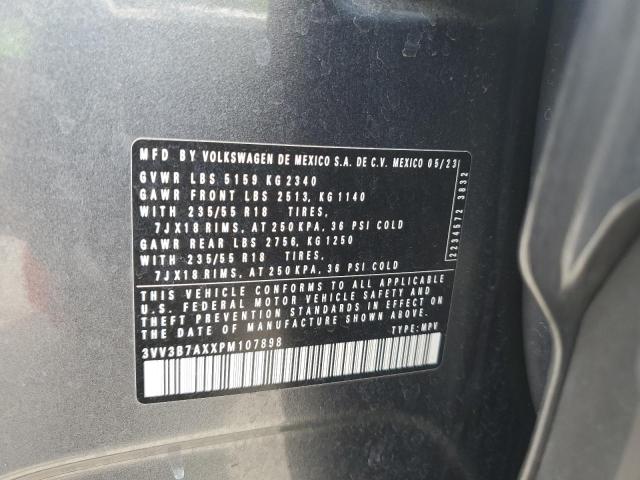 MFD BY VOLKSWAGEN DE MEXICO S.A. DE C.V. MEXICO 05/23
GVWR LBS 5159 KG 2340
GAWR FRONT LBS 2513, KG 1140
WITH 235/55 R18 TIRES,
7JX18 RIMS, AT 250 KPA, 36 PSI COLD
GAWR REAR LBS 2756, KG 1250
WITH 235/55 R18 TIRES,
7JX18 RIMS, AT 250 KPA, 36 PSI COLD
THIS VEHICLE CONFORMS TO ALL APPLICABLE
U.S. FEDERAL MOTOR VEHICLE SAFETY AND
THEFT PREVENTION STANDARDS IN EFFECT ON
THE DATE OF MANUFACTURE SHOWN ABOVE.
3VV3B7AXXPM107898 TYPE: MPV
2234572 3832